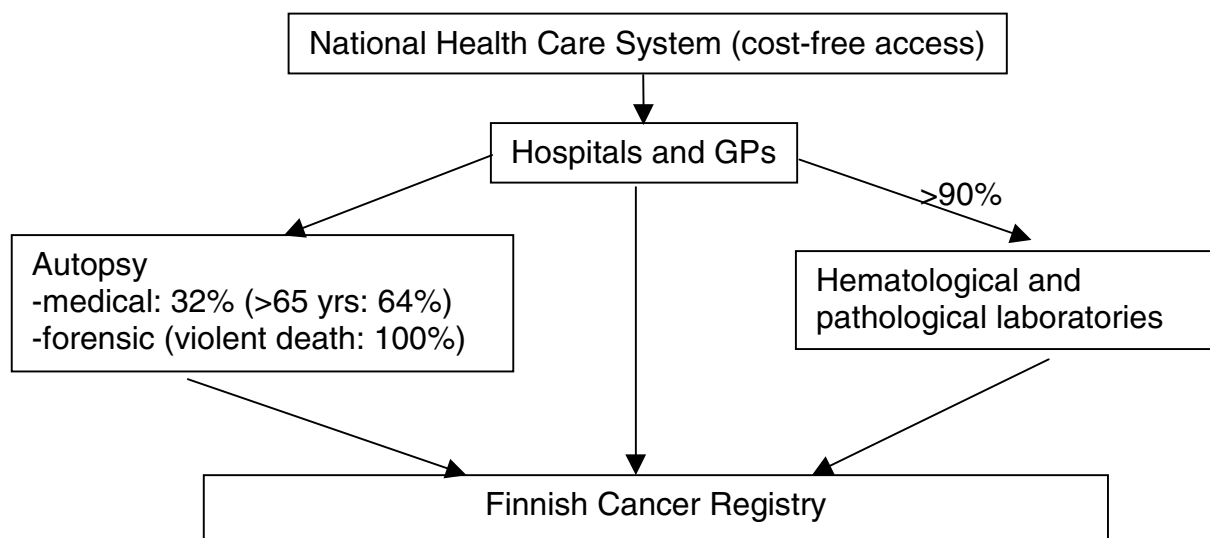 National Health Care System (cost-free access)
Hospitals and GPs
>90%
Autopsy
-medical: 32% (>65 yrs: 64%)
-forensic (violent death: 100%)
Hematological and
pathological laboratories
Finnish Cancer Registry